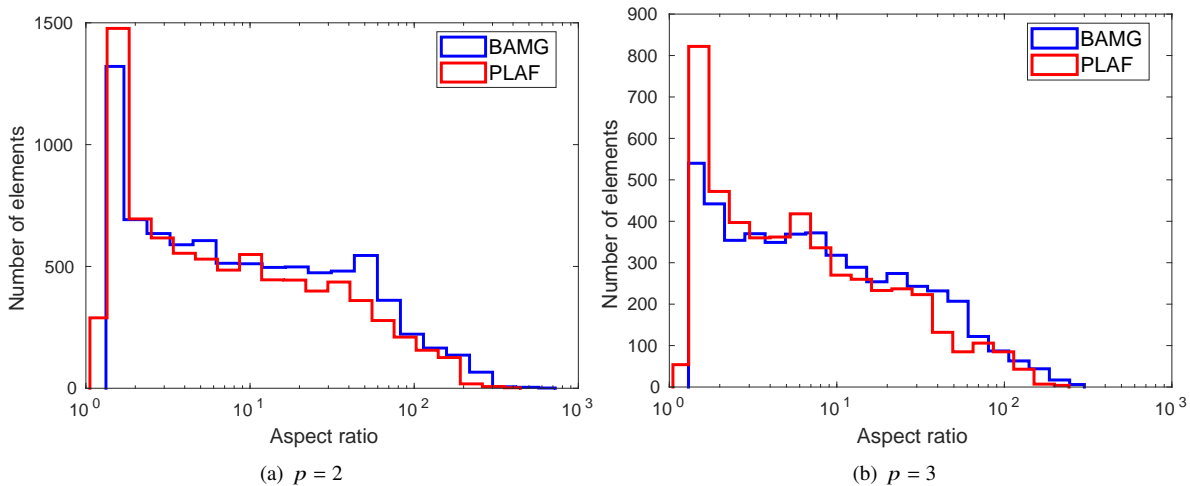 1500
1000
500
0
10^0
10^1
10^2
10^3
Number of elements
Aspect ratio
BAMG
PLAF
(a) p = 2
900
800
700
600
500
400
300
200
100
0
10^0
10^1
10^2
10^3
Number of elements
Aspect ratio
BAMG
PLAF
(b) p = 3